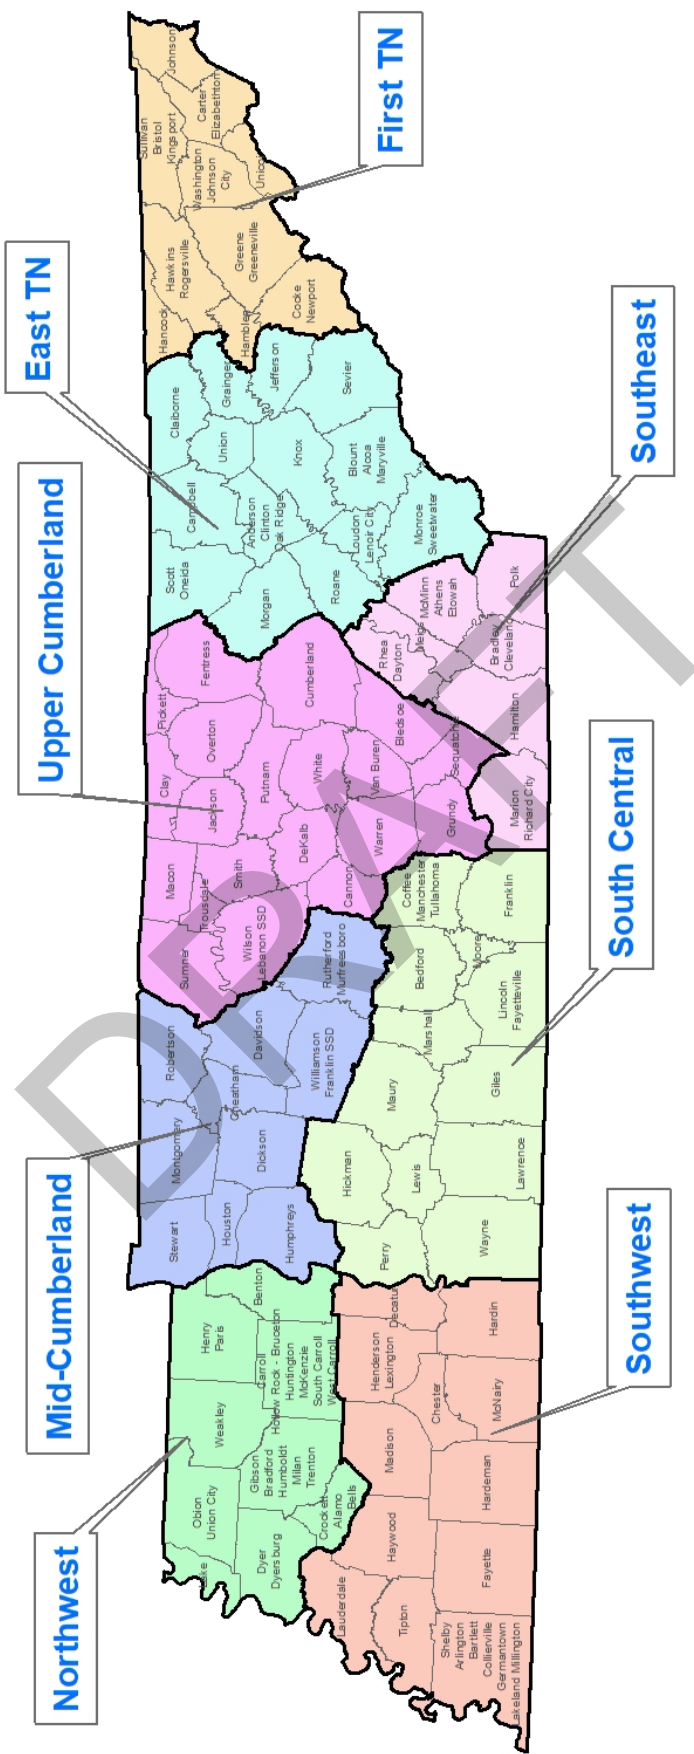 Northwest
Mid-Cumberland
Upper Cumberland
East TN
First TN
Southwest
South Central
Southeast
DRAFT
Lake
Obion
Union City
Weakley
Henry
Paris
Benton
Dyer
Dyersburg
Gibson
Bradford
Humboldt
Milan
Trenton
Carroll
Hollow Rock - Bruceton
Huntington
McKenzie
South Carroll
West Carroll
Crockett
Alamo
Bells
Lauderdale
Haywood
Madison
Henderson
Lexington
Decatur
Tipton
Chester
Shelby
Arlington
Bartlett
Collierville
Germantown
Lakeland Millington
Fayette
Hardeman
McNairy
Hardin
Stewart
Montgomery
Robertson
Houston
Humphreys
Dickson
Cheatham
Davidson
Williamson
Franklin SSD
Rutherford
Murfreesboro
Perry
Hickman
Lewis
Maury
Marshall
Bedford
Coffee
Manchester
Tullahoma
Wayne
Lawrence
Giles
Lincoln
Fayetteville
Moore
Franklin
Sumner
Trousdale
Macon
Clay
Pickett
Wilson
Lebanon SSD
Smith
Jackson
Overton
Fentress
Putnam
DeKalb
White
Cumberland
Cannon
Warren
Van Buren
Bledsoe
Grundy
Sequatchie
Marion
Richard City
Hamilton
Rhea
Dayton
Meigs
McMinn
Athens
Etowah
Bradley
Cleveland
Polk
Scott
Oneida
Campbell
Claiborne
Morgan
Anderson
Clinton
Oak Ridge
Union
Grainger
Roane
Loudon
Lenoir City
Knox
Jefferson
Blount
Alcoa
Maryville
Sevier
Monroe
Sweetwater
Hancock
Hawkins
Rogersville
Sullivan
Bristol
Kingsport
Johnson
Hamblen
Greene
Greeneville
Washington
Johnson
City
Carter
Elizabethton
Unicoi
Cocke
Newport